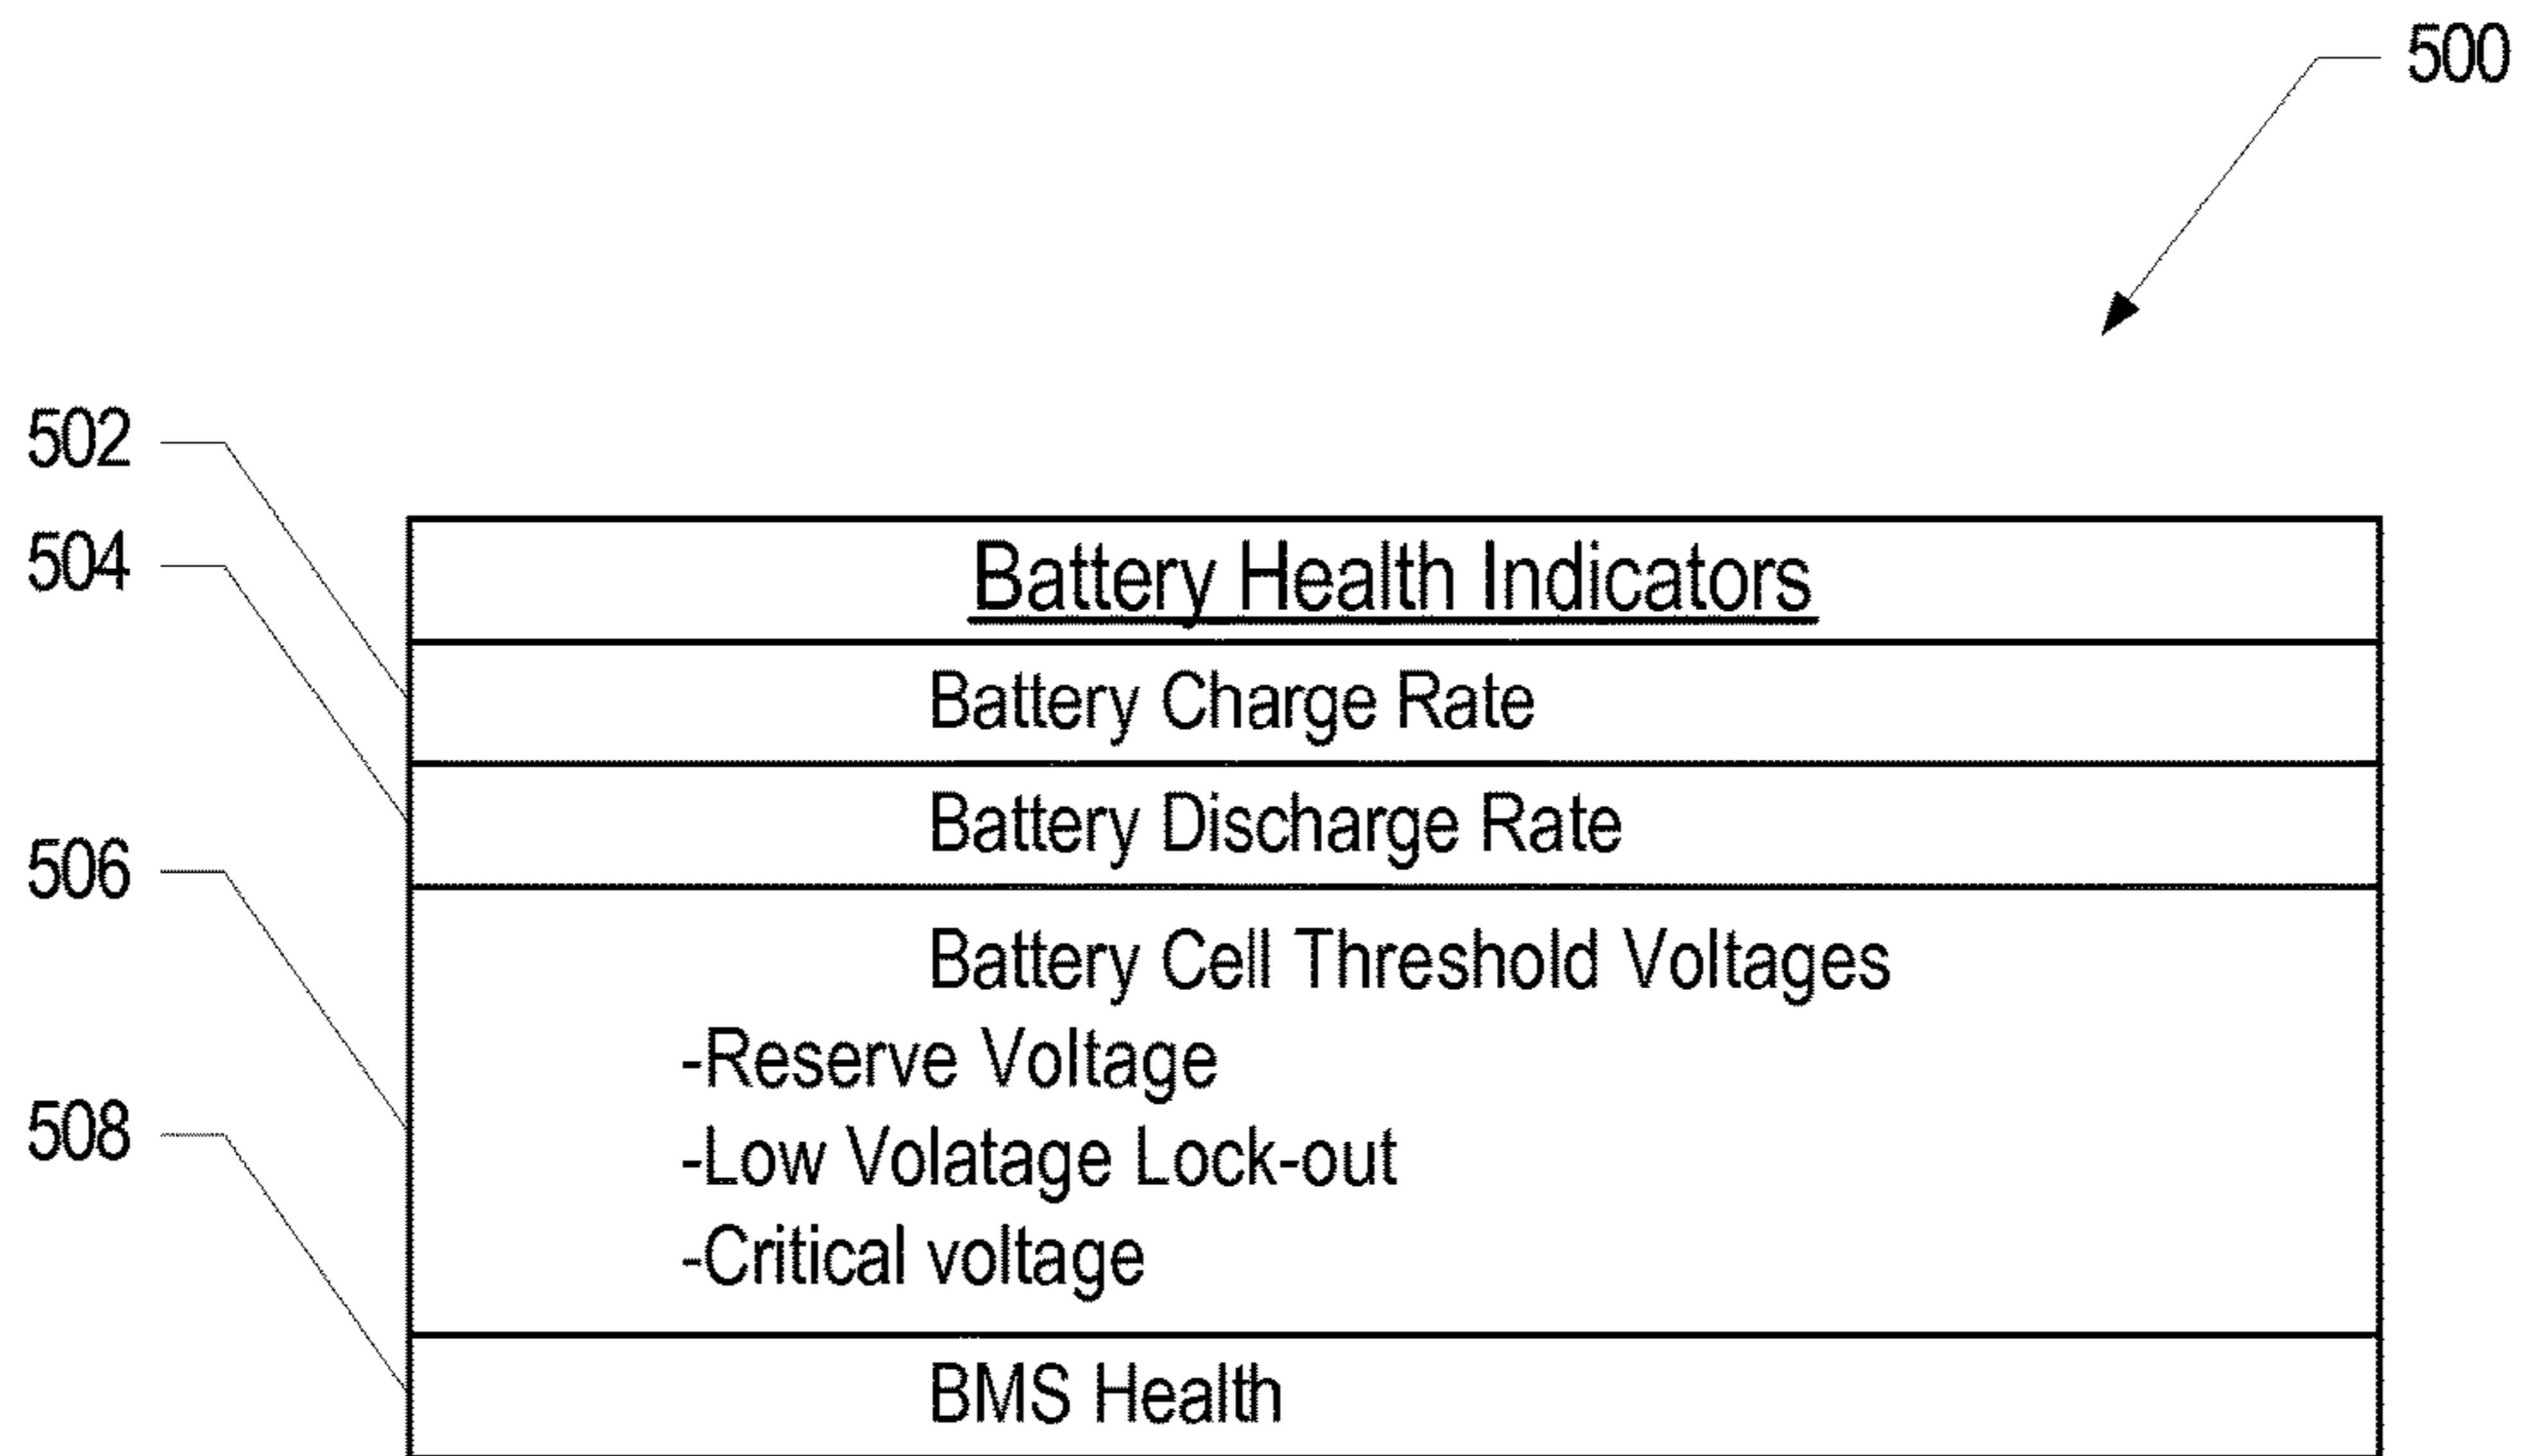 500
502
504
506
508
Battery Health Indicators
Battery Charge Rate
Battery Discharge Rate
Battery Cell Threshold Voltages
-Reserve Voltage
-Low Volatage Lock-out
-Critical voltage
BMS Health